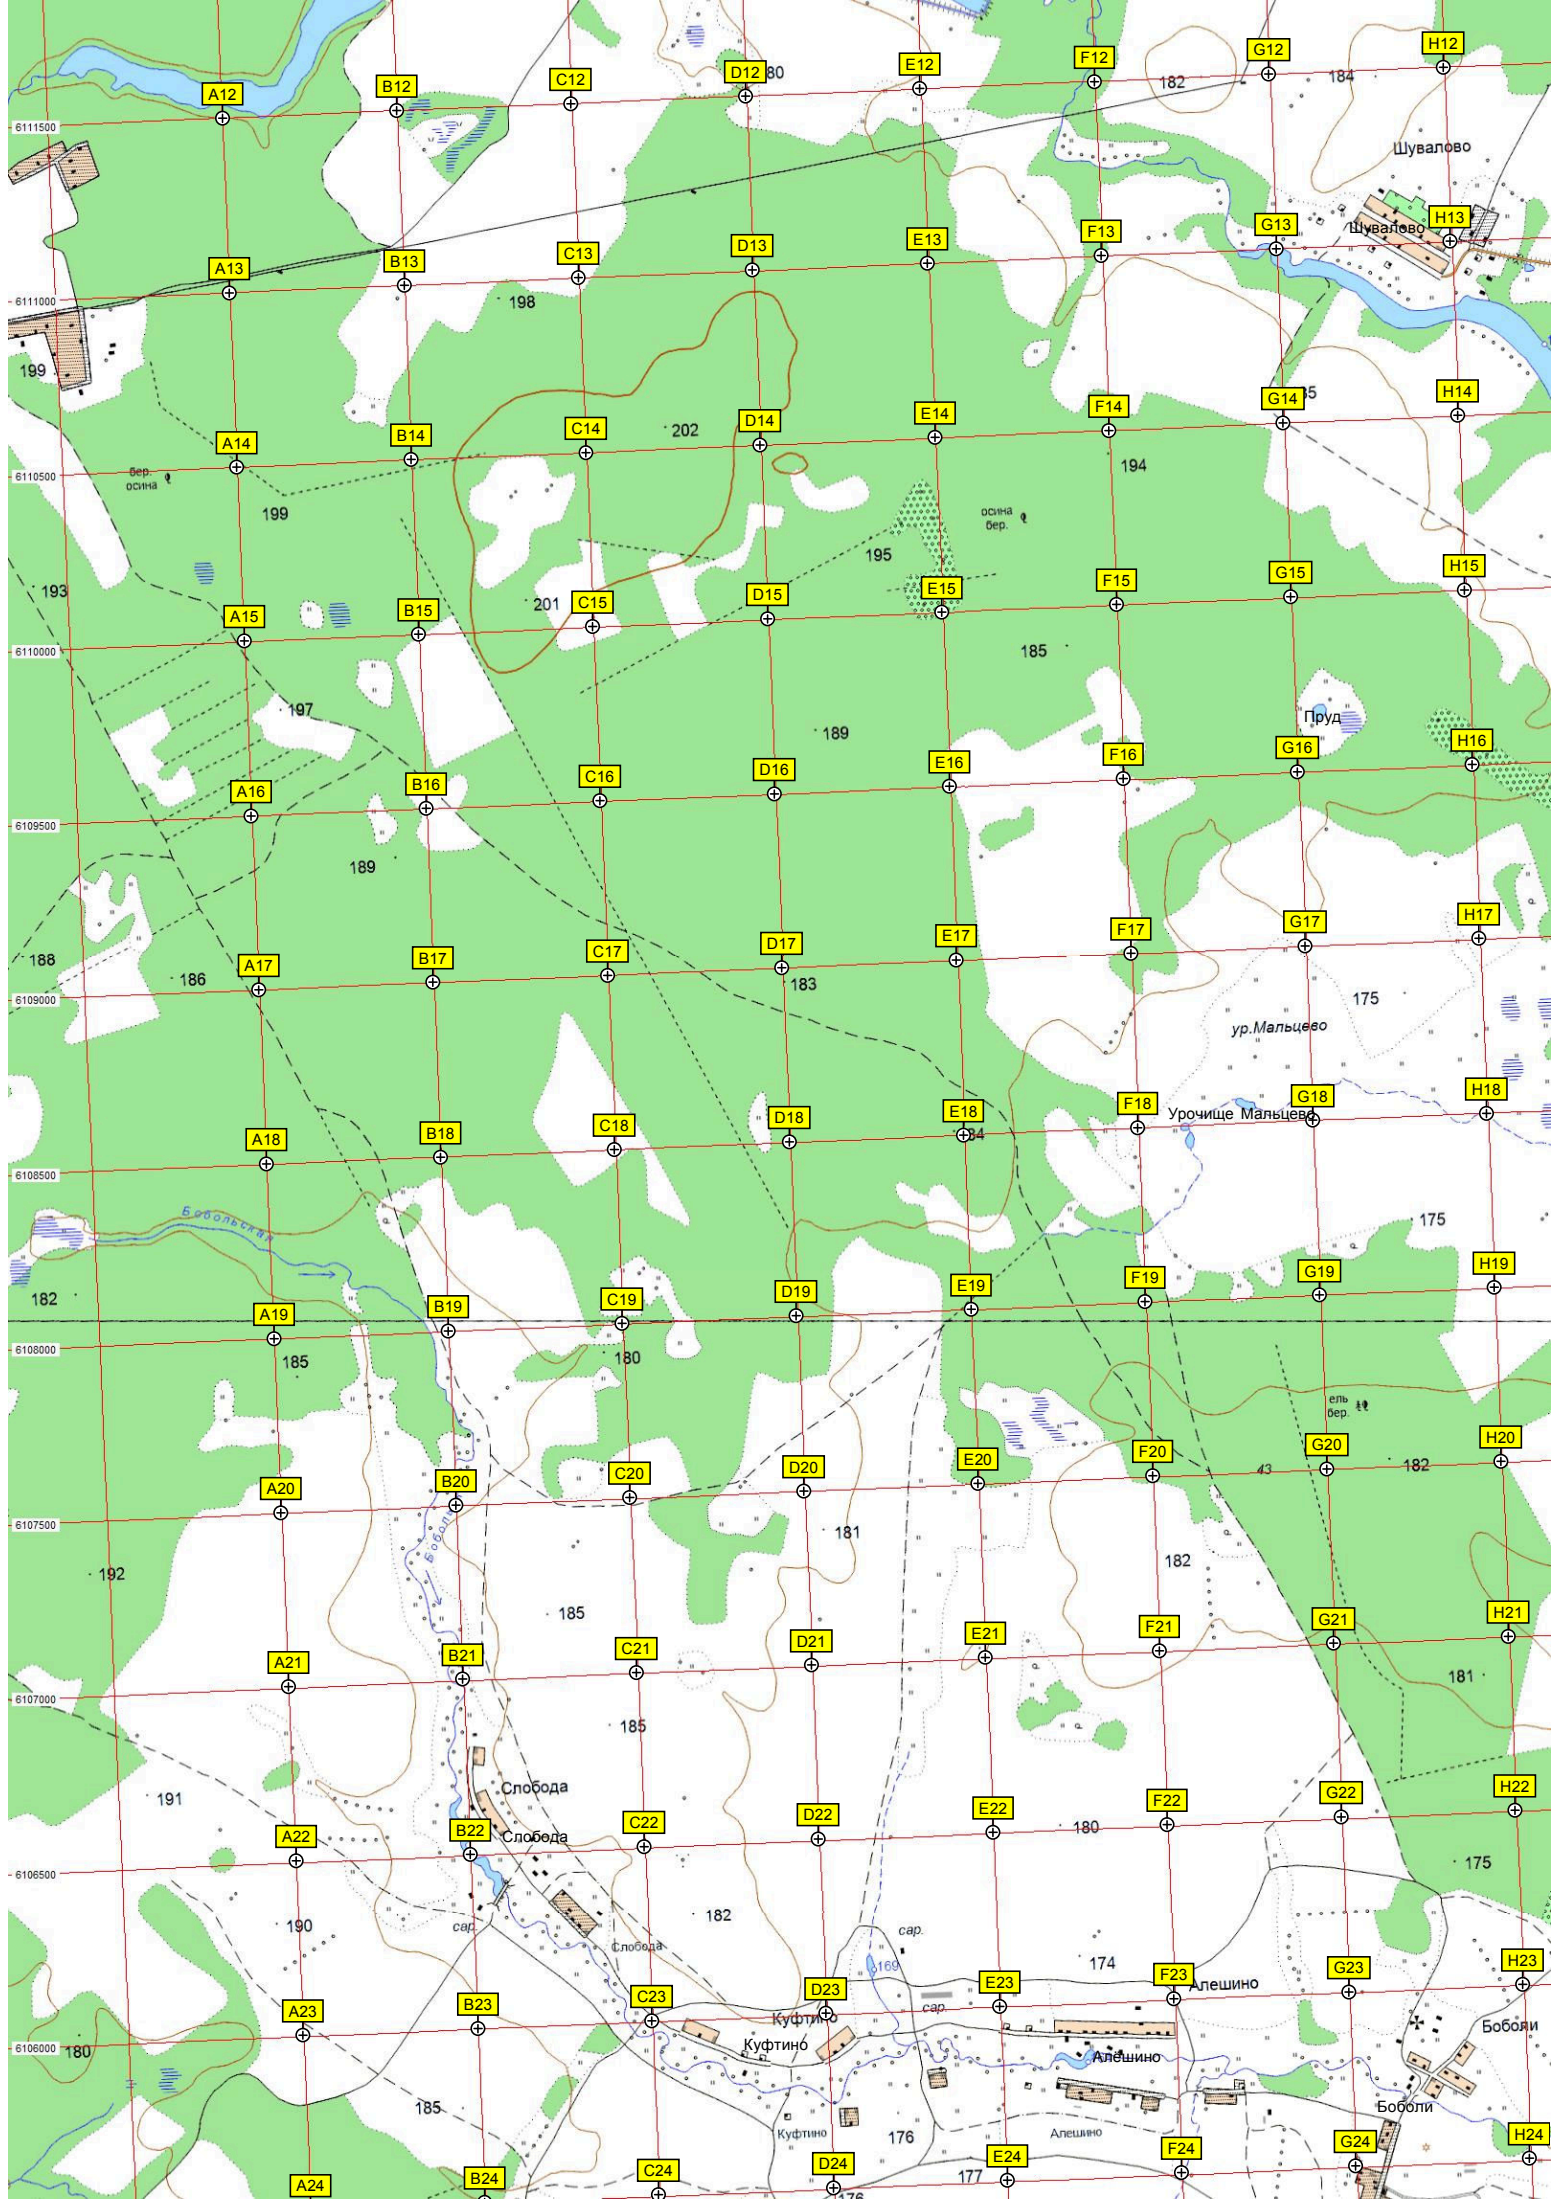 80
A12
B12
C12
D12
E12
F12
G12
H12
182
184
6111500
Шувалово
A13
B13
C13
D13
E13
F13
G13
H13
Шувалово
198
6111000
199
A14
B14
C14
D14
E14
F14
G14
H14
202
194
бер.
осина
6110500
199
осина
бер.
195
193
201
A15
B15
C15
D15
E15
F15
G15
H15
6110000
185
197
189
Пруд
A16
B16
C16
D16
E16
F16
G16
H16
6109500
189
188
186
A17
B17
C17
D17
E17
F17
G17
H17
183
6109000
175
ур.Мальцево
A18
B18
C18
D18
E18
F18
G18
H18
Урочище Мальцево
6108500
Бобольская
175
182
A19
B19
C19
D19
E19
F19
G19
H19
6108000
185
180
ель
бер.
A20
B20
C20
D20
E20
F20
G20
H20
43
182
6107500
181
192
182
185
A21
B21
C21
D21
E21
F21
G21
H21
181
6107000
185
191
Слобода
A22
B22
C22
D22
E22
F22
G22
H22
Слобода
180
6106500
175
190
182
сар.
сар.
Слобода
169
174
A23
B23
C23
D23
E23
F23
G23
H23
Алешино
сар.
Куфтино
Куфтино
6106000
180
Алешино
Боболи
185
Боболи
Куфтино
176
Алешино
A24
B24
C24
D24
E24
F24
G24
H24
177
176